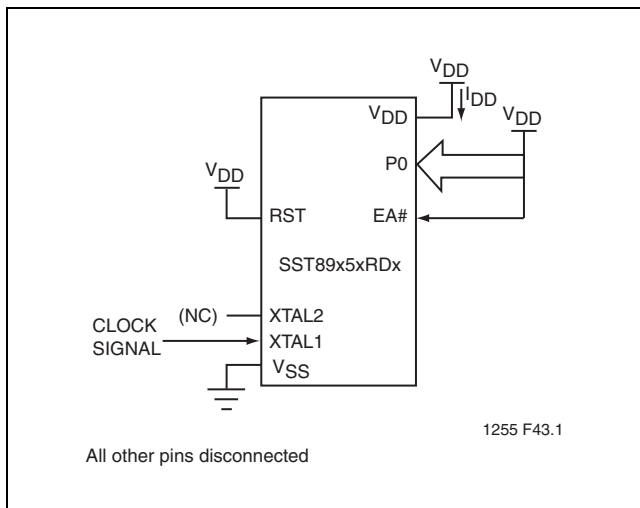 VDD
IDD
VDD
VDD
P0
VDD
RST
EA#
SST89x5xRDx
(NC)
XTAL2
CLOCK
SIGNAL
XTAL1
VSS
1255 F43.1
All other pins disconnected